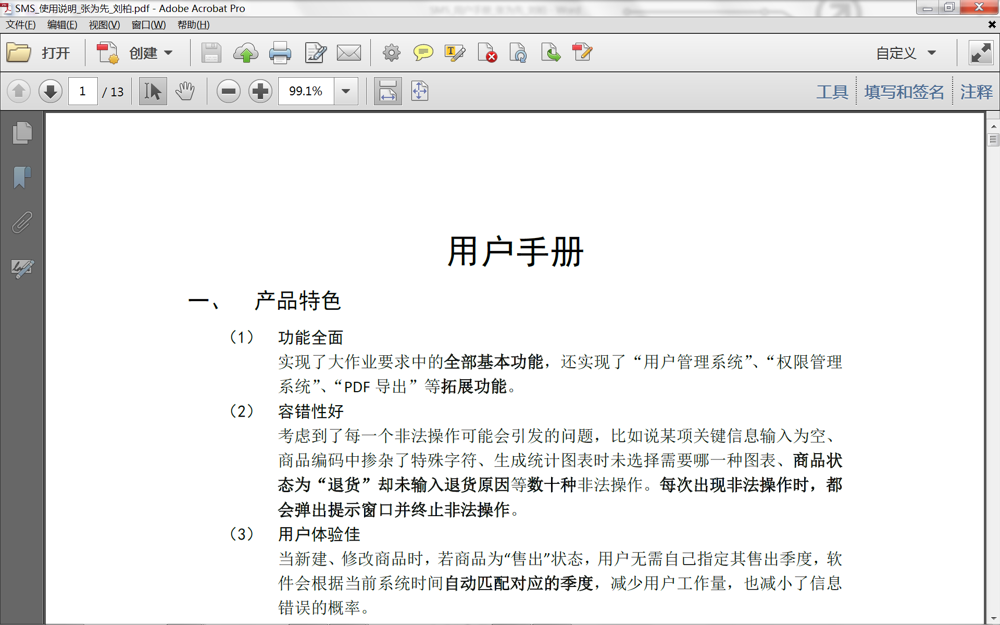 SMS_使用说明_张为先_刘柏.pdf - Adobe Acrobat Pro
文件(F) 编辑(E) 视图(V) 窗口(W) 帮助(H)
打开 创建 自定义
1 / 13 99.1% 工具 填写和签名 注释
用户手册
一、 产品特色
（1） 功能全面
实现了大作业要求中的全部基本功能，还实现了“用户管理系统”、“权限管理
系统”、“PDF 导出”等拓展功能。
（2） 容错性好
考虑到了每一个非法操作可能会引发的问题，比如说某项关键信息输入为空、
商品编码中掺杂了特殊字符、生成统计图表时未选择需要哪一种图表、商品状
态为“退货”却未输入退货原因等数十种非法操作。每次出现非法操作时，都
会弹出提示窗口并终止非法操作。
（3） 用户体验佳
当新建、修改商品时，若商品为“售出”状态，用户无需自己指定其售出季度，软
件会根据当前系统时间自动匹配对应的季度，减少用户工作量，也减小了信息
错误的概率。